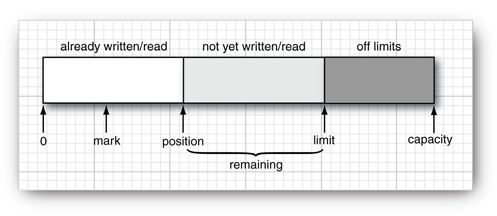 already written/read not yet written/read off limits
0 mark position limit capacity
remaining